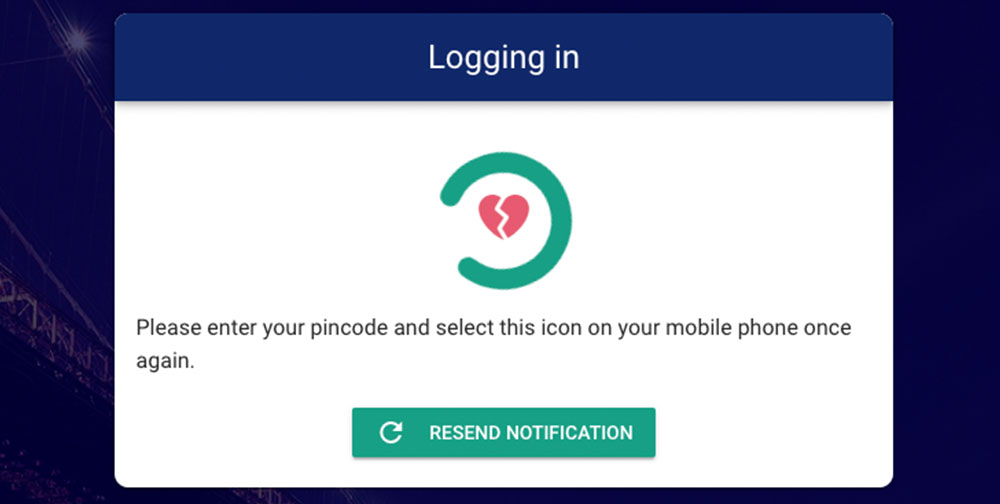 Logging in
Please enter your pincode and select this icon on your mobile phone once
again.
RESEND NOTIFICATION